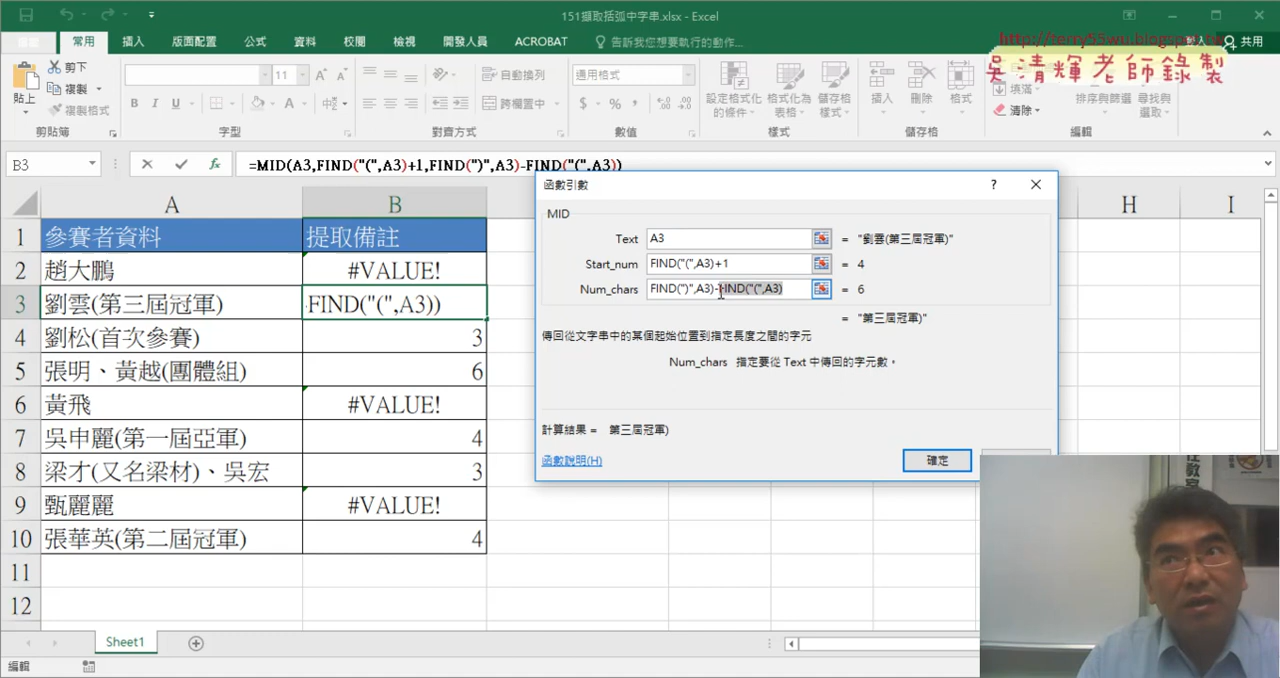 151擷取括弧中字串.xlsx - Excel
常用 插入 版面配置 公式 資料 校閱 檢視 開發人員 ACROBAT 告訴我您想要執行的動作... 共用
http://terry55wu.blogspot.tw
吳清輝老師錄製
剪下
複製
複製格式
貼上
11
自動換列
跨欄置中
通用格式
設定格式化的條件 格式化為表格 儲存格樣式 插入 刪除 格式
填滿
清除
排序與篩選 尋找與選取
剪貼簿 字型 對齊方式 數值 樣式 儲存格 編輯
B3 =MID(A3,FIND("(",A3)+1,FIND(")",A3)-FIND("(",A3))
A B H I
1 參賽者資料 提取備註
2 趙大鵬 #VALUE!
3 劉雲(第三屆冠軍) FIND("(",A3))
4 劉松(首次參賽) 3
5 張明、黃越(團體組) 6
6 黃飛 #VALUE!
7 吳申麗(第一屆亞軍) 4
8 梁才(又名梁材)、吳宏 3
9 甄麗麗 #VALUE!
10 張華英(第二屆冠軍) 4
11
12
函數引數 ?
MID
Text A3 = "劉雲(第三屆冠軍)"
Start_num FIND("(",A3)+1 = 4
Num_chars FIND(")",A3)-FIND("(",A3) = 6
= "第三屆冠軍)"
傳回從文字串中的某個起始位置到指定長度之間的字元
Num_chars 指定要從 Text 中傳回的字元數。
計算結果 = 第三屆冠軍)
函數說明(H) 確定
Sheet1
編輯